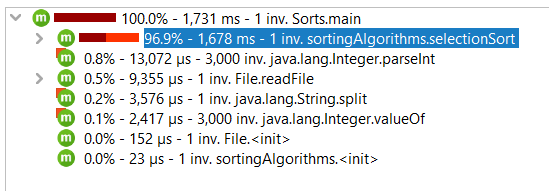 m 100.0% - 1,731 ms - 1 inv. Sorts.main
m 96.9% - 1,678 ms - 1 inv. sortingAlgorithms.selectionSort
m 0.8% - 13,072 µs - 3,000 inv. java.lang.Integer.parseInt
m 0.5% - 9,355 µs - 1 inv. File.readFile
m 0.2% - 3,576 µs - 1 inv. java.lang.String.split
m 0.1% - 2,417 µs - 3,000 inv. java.lang.Integer.valueOf
m 0.0% - 152 µs - 1 inv. File.<init>
m 0.0% - 23 µs - 1 inv. sortingAlgorithms.<init>